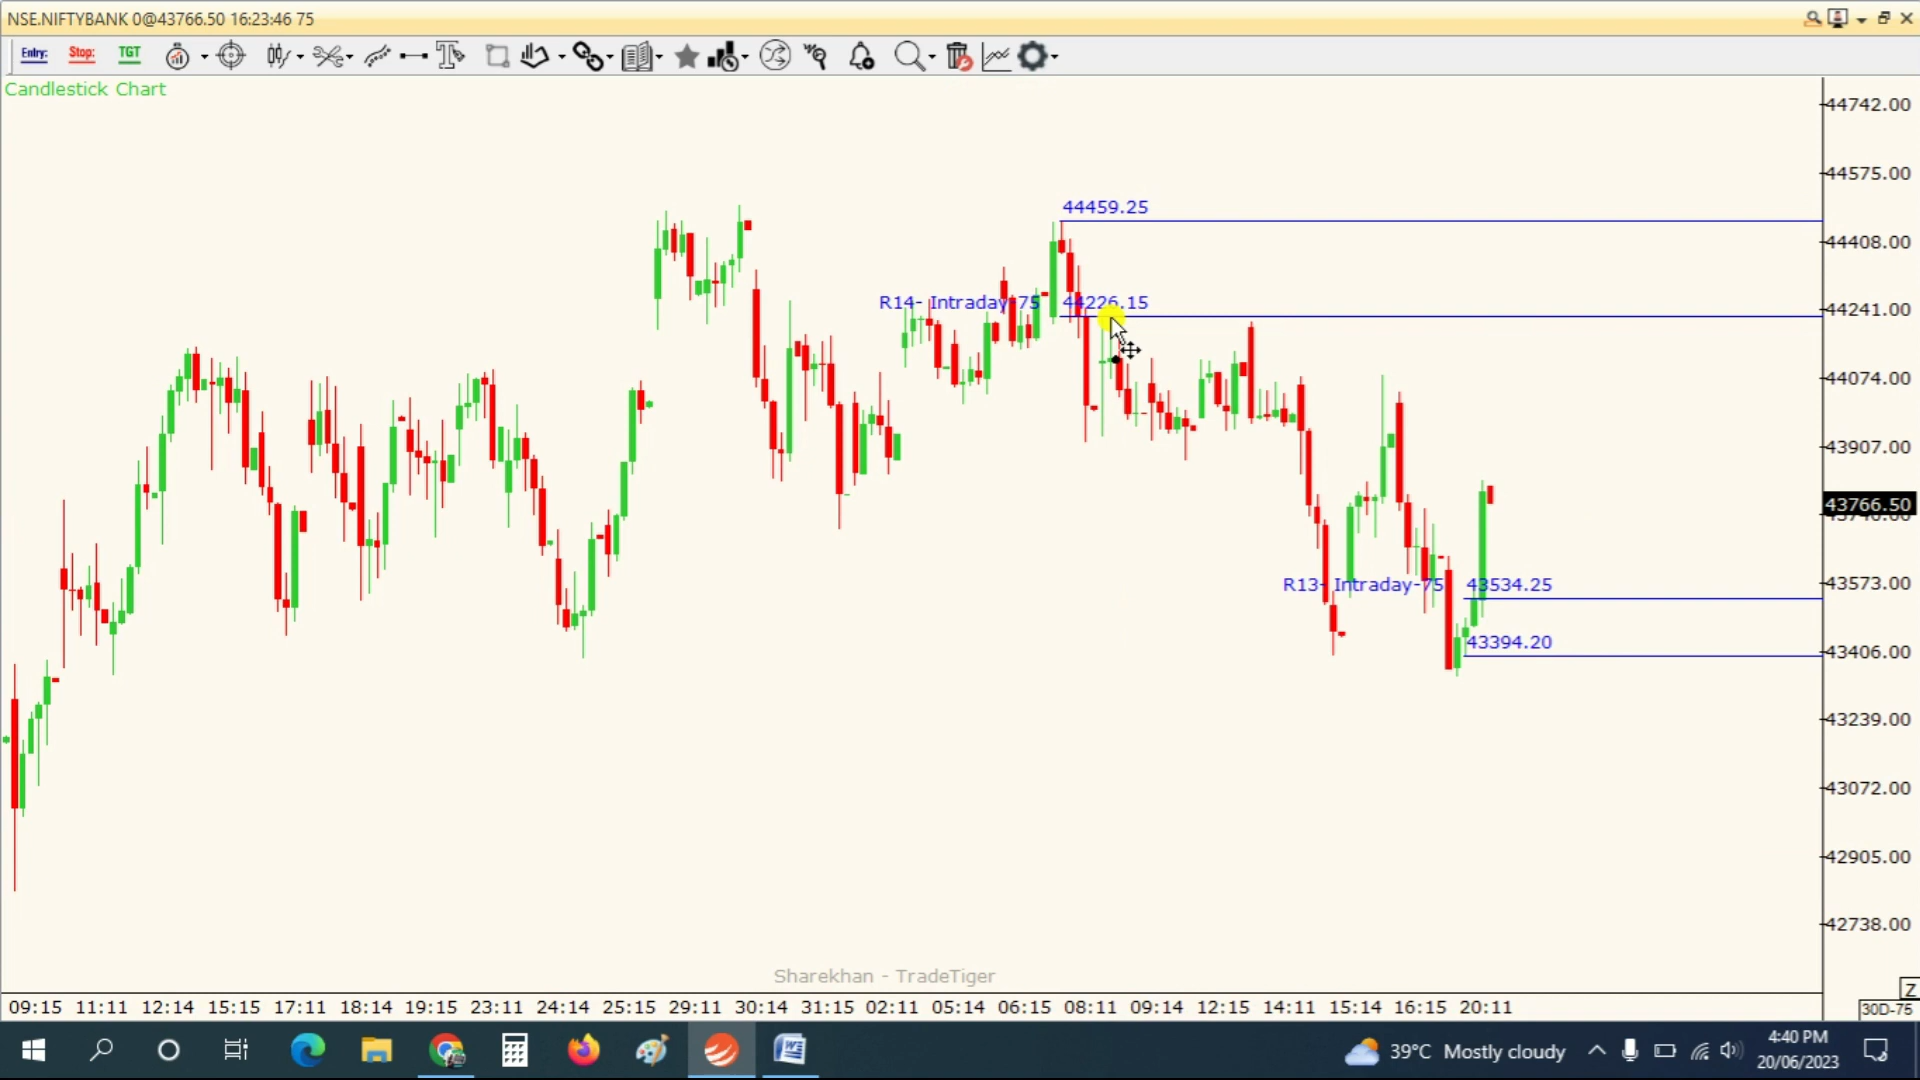 NSE.NIFTYBANK 0@43766.50 16:23:46 75
Entry: Stop: TGT
Candlestick Chart
44742.00
44575.00
44459.25
44408.00
R14- Intraday-75 44226.15
44241.00
44074.00
43907.00
43766.50
R13- Intraday-75 43534.25
43573.00
43394.20
43406.00
43239.00
43072.00
42905.00
42738.00
Sharekhan - TradeTiger
Z
09:15 11:11 12:14 15:15 17:11 18:14 19:15 23:11 24:14 25:15 29:11 30:14 31:15 02:11 05:14 06:15 08:11 09:14 12:15 14:11 15:14 16:15 20:11
30D-75
39°C Mostly cloudy
4:40 PM
20/06/2023